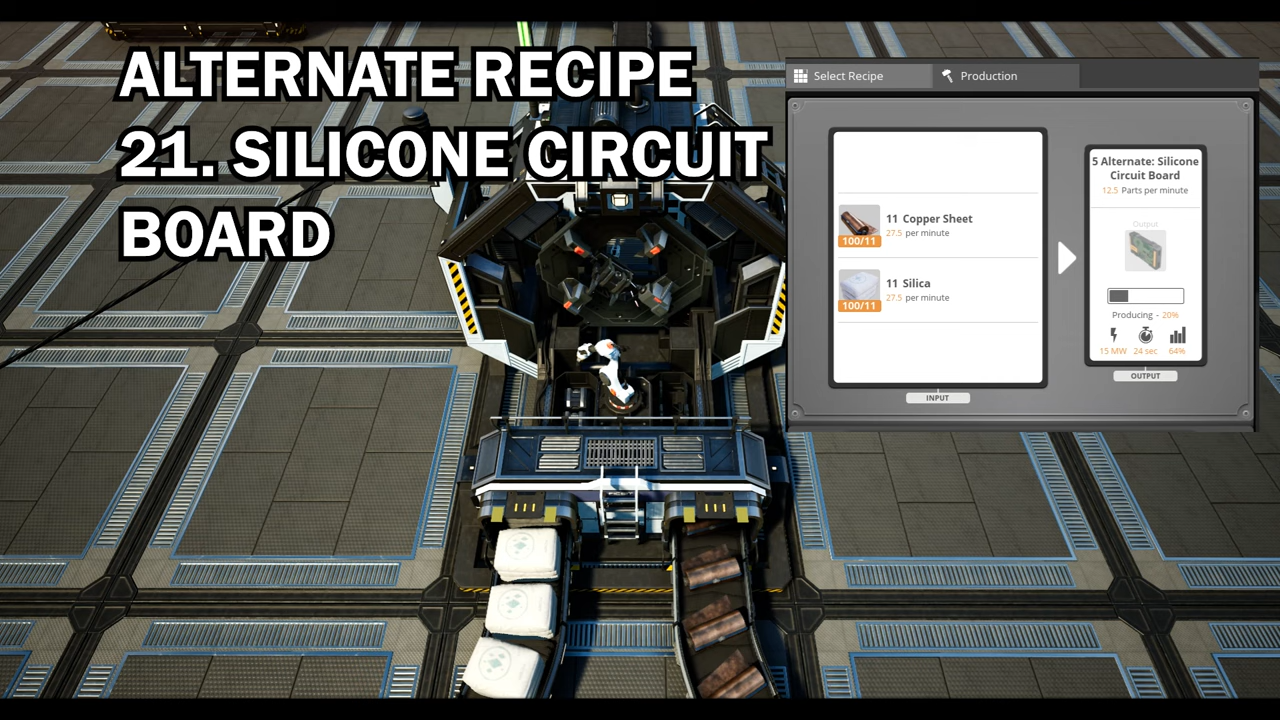 ALTERNATE RECIPE
21. SILICONE CIRCUIT
BOARD
Select Recipe
Production
11 Copper Sheet
27.5 per minute
100/11
11 Silica
27.5 per minute
100/11
INPUT
5 Alternate: Silicone
Circuit Board
12.5 Parts per minute
Output
Producing - 20%
15 MW 24 sec 64%
OUTPUT